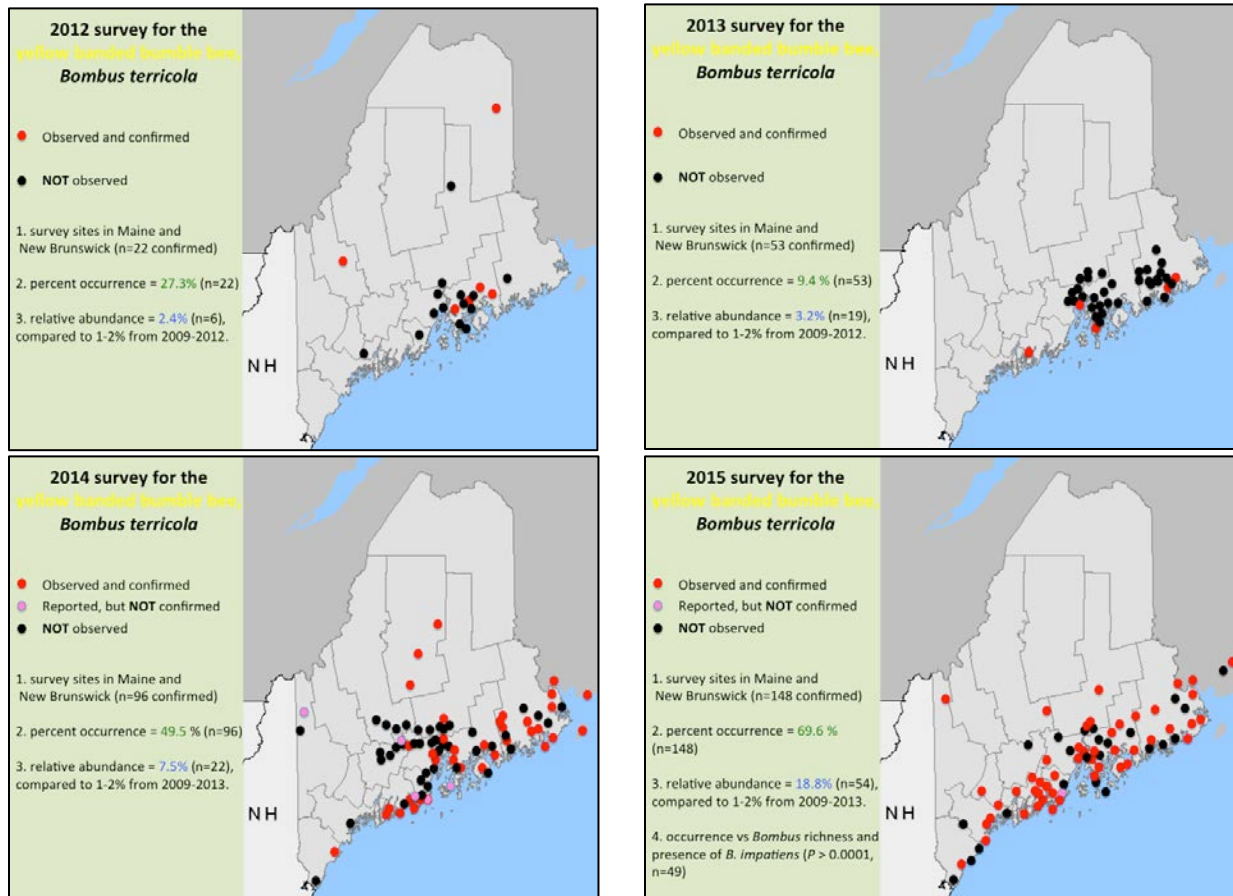 2012 survey for the
yellow banded bumble bee,
Bombus terricola
Observed and confirmed
NOT observed
1. survey sites in Maine and
New Brunswick (n=22 confirmed)
2. percent occurrence = 27.3% (n=22)
3. relative abundance = 2.4% (n=6),
compared to 1-2% from 2009-2012.
NH
2013 survey for the
yellow banded bumble bee,
Bombus terricola
Observed and confirmed
NOT observed
1. survey sites in Maine and
New Brunswick (n=53 confirmed)
2. percent occurrence = 9.4 % (n=53)
3. relative abundance = 3.2% (n=19),
compared to 1-2% from 2009-2012.
NH
2014 survey for the
yellow banded bumble bee,
Bombus terricola
Observed and confirmed
Reported, but NOT confirmed
NOT observed
1. survey sites in Maine and
New Brunswick (n=96 confirmed)
2. percent occurrence = 49.5 % (n=96)
3. relative abundance = 7.5% (n=22),
compared to 1-2% from 2009-2013.
NH
2015 survey for the
yellow banded bumble bee,
Bombus terricola
Observed and confirmed
Reported, but NOT confirmed
NOT observed
1. survey sites in Maine and
New Brunswick (n=148 confirmed)
2. percent occurrence = 69.6 %
(n=148)
3. relative abundance = 18.8% (n=54),
compared to 1-2% from 2009-2013.
4. occurrence vs Bombus richness and
presence of B. impatiens (P > 0.0001,
n=49)
NH